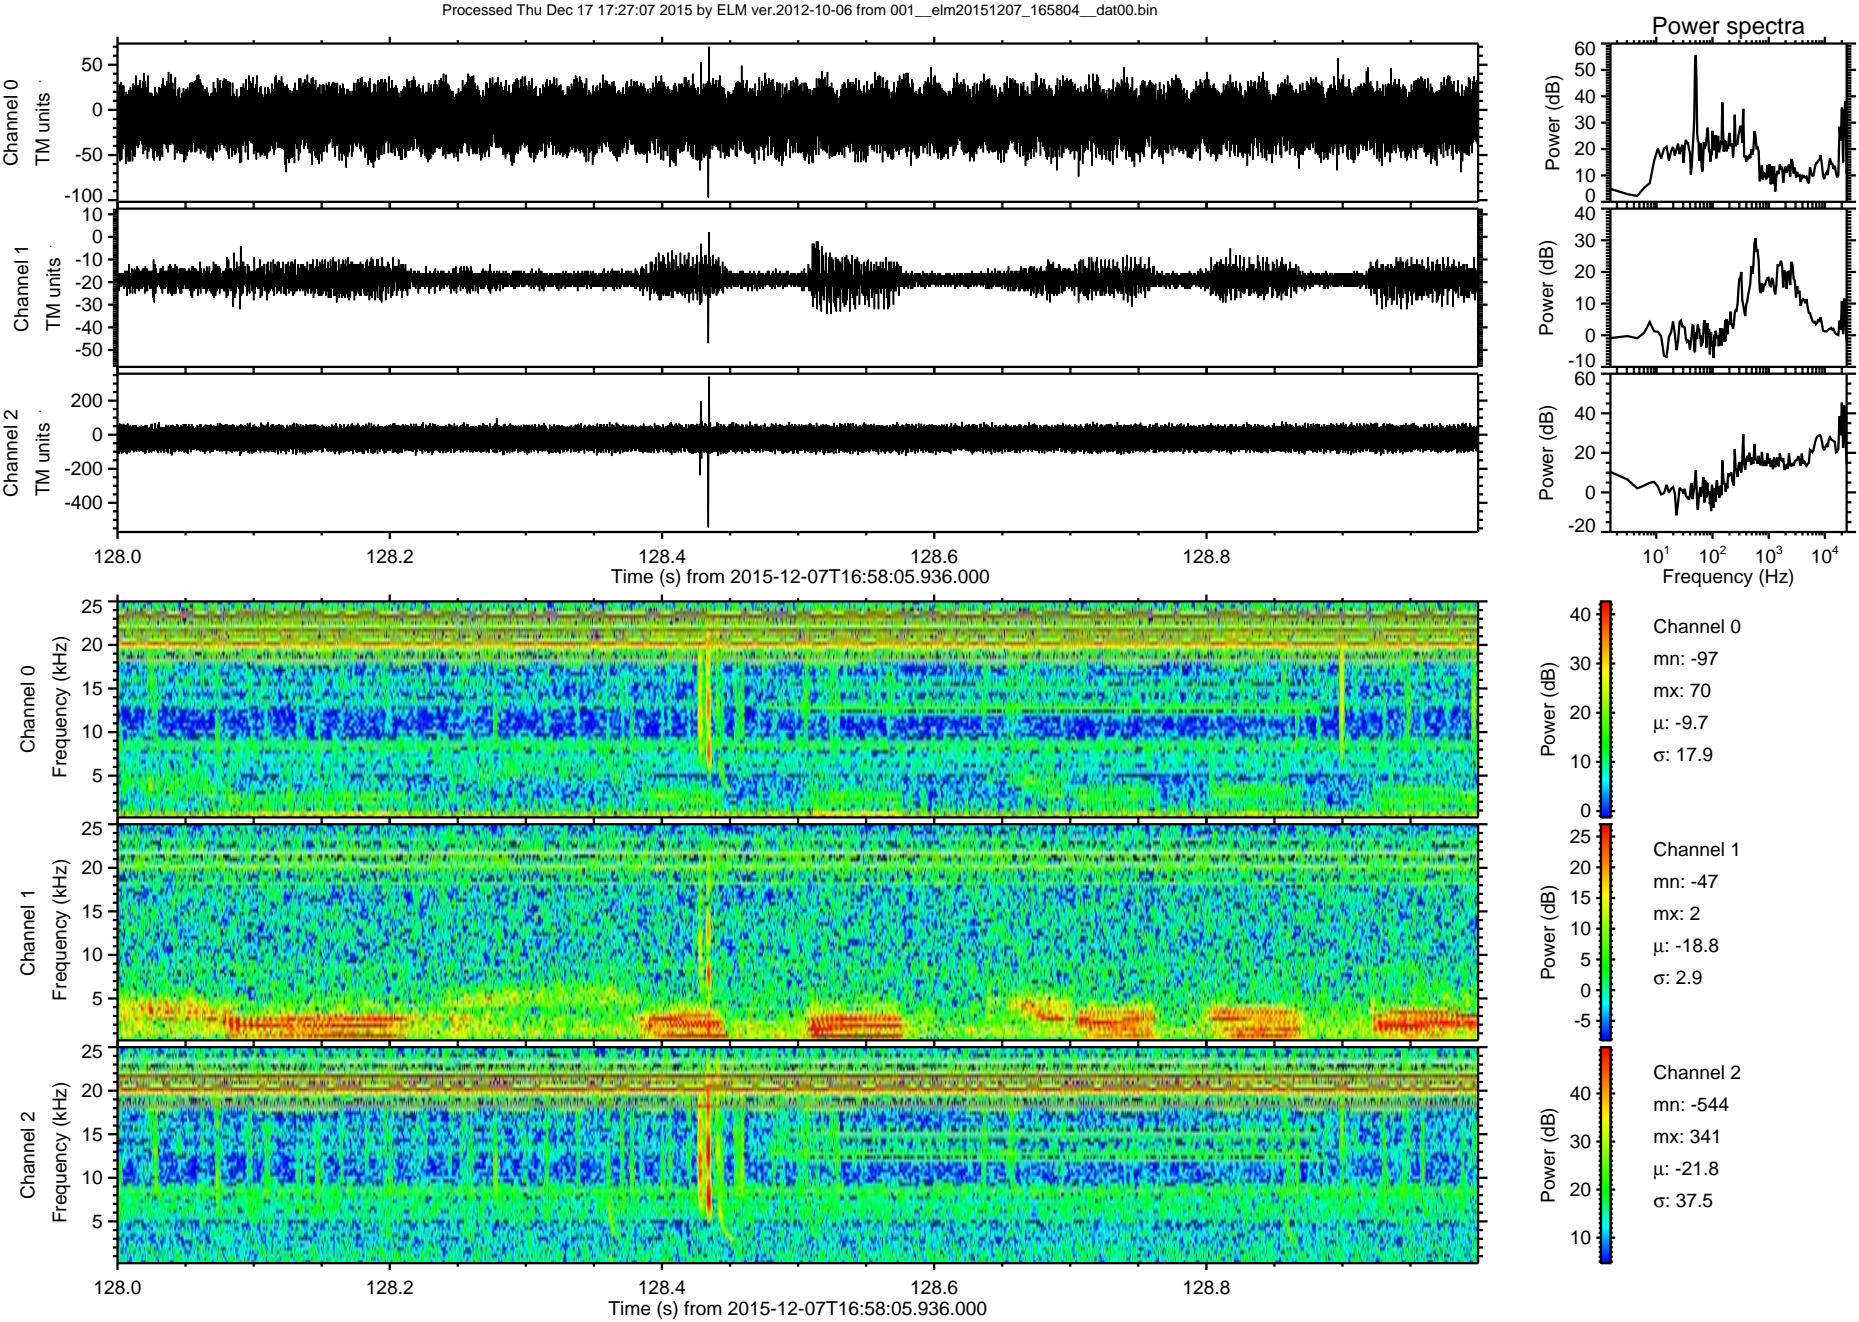 Processed Thu Dec 17 17:27:07 2015 by ELM ver.2012-10-06 from 001__elm20151207_165804__dat00.bin
Power spectra
Channel 0
TM units
50
0
-50
-100
Power (dB)
60
50
40
30
20
10
0
Channel 1
TM units
10
0
-10
-20
-30
-40
-50
Power (dB)
40
30
20
10
0
-10
Channel 2
TM units
200
0
-200
-400
Power (dB)
60
40
20
0
-20
128.0 128.2 128.4 128.6 128.8
Time (s) from 2015-12-07T16:58:05.936.000
10¹ 10² 10³ 10⁴
Frequency (Hz)
Channel 0
Frequency (kHz)
25
20
15
10
5
Power (dB)
40
30
20
10
0
Channel 0
mn: -97
mx: 70
μ: -9.7
σ: 17.9
Channel 1
Frequency (kHz)
25
20
15
10
5
Power (dB)
25
20
15
10
5
0
-5
Channel 1
mn: -47
mx: 2
μ: -18.8
σ: 2.9
Channel 2
Frequency (kHz)
25
20
15
10
5
Power (dB)
40
30
20
10
Channel 2
mn: -544
mx: 341
μ: -21.8
σ: 37.5
128.0 128.2 128.4 128.6 128.8
Time (s) from 2015-12-07T16:58:05.936.000